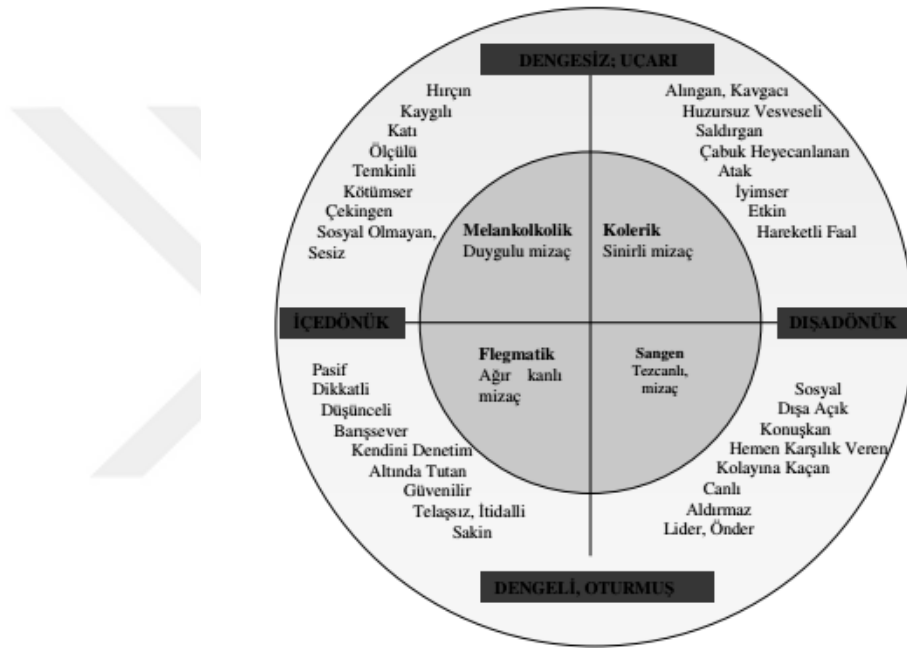 DENGESİZ; UÇARI
Hırçın
Kaygılı
Katı
Ölçülü
Temkinli
Kötümser
Çekingen
Sosyal Olmayan,
Sesiz
Alıngan, Kavgacı
Huzursuz Vesveseli
Saldırgan
Çabuk Heyecanlanan
Atak
İyimser
Etkin
Hareketli Faal
Melankolkolik
Duygulu mizaç
Kolerik
Sinirli mizaç
İÇEDÖNÜK
DIŞADÖNÜK
Flegmatik
Ağır kanlı
mizaç
Sangen
Tezcanlı,
mizaç
Pasif
Dikkatli
Düşünceli
Barışsever
Kendini Denetim
Altında Tutan
Güvenilir
Telaşsız, İtidalli
Sakin
Sosyal
Dışa Açık
Konuşkan
Hemen Karşılık Veren
Kolayına Kaçan
Canlı
Aldırmaz
Lider, Önder
DENGELİ, OTURMUŞ